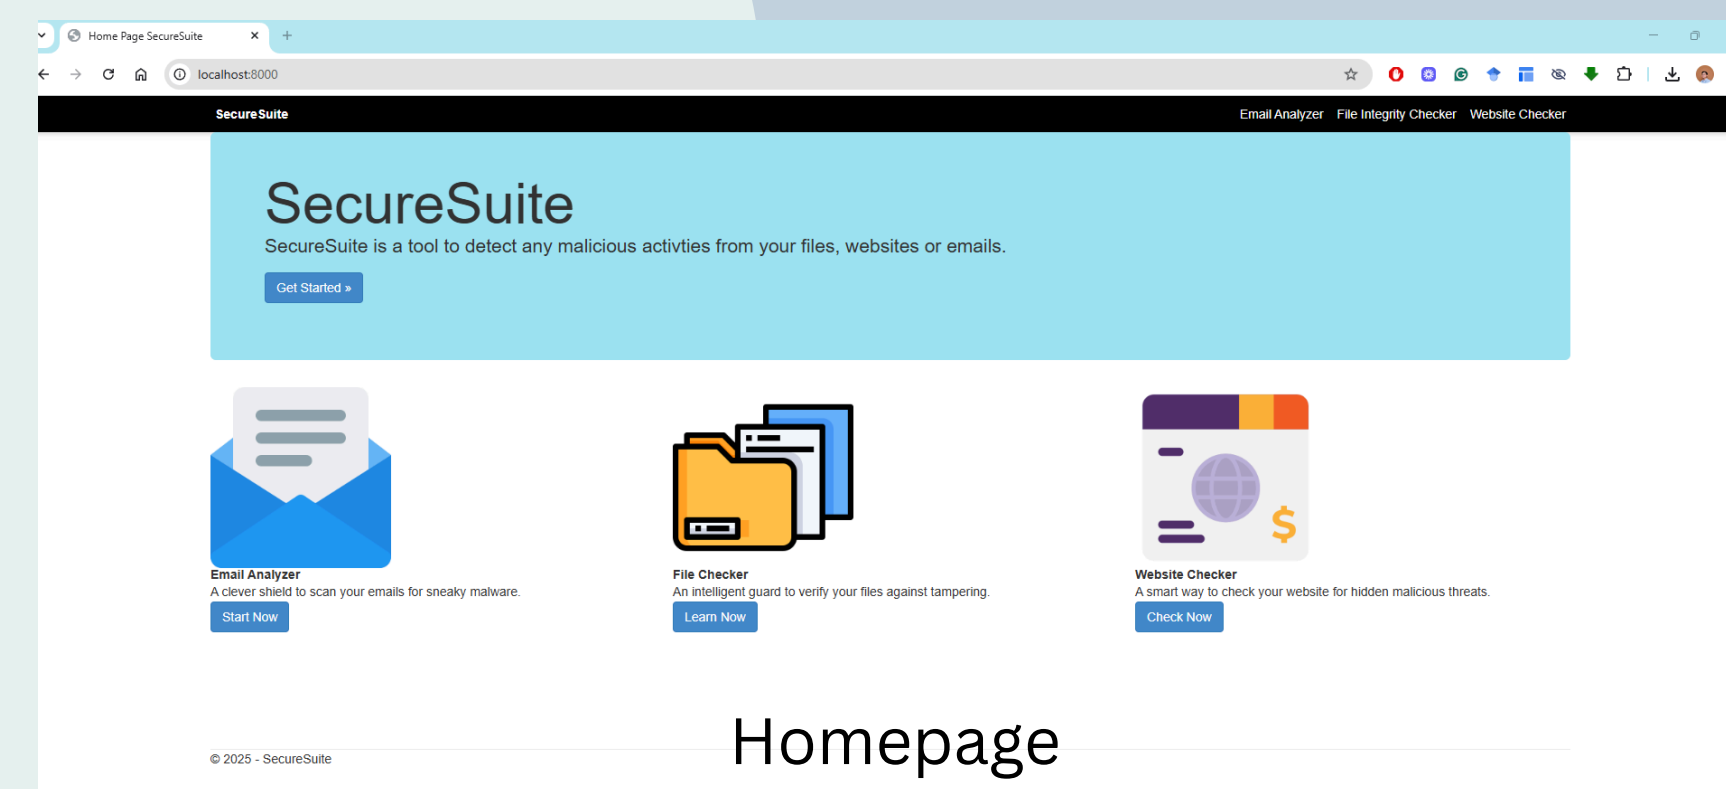 Home Page SecureSuite
localhost:8000
SecureSuite
Email Analyzer File Integrity Checker Website Checker
SecureSuite
SecureSuite is a tool to detect any malicious activties from your files, websites or emails.
Get Started »
Email Analyzer
A clever shield to scan your emails for sneaky malware.
Start Now
File Checker
An intelligent guard to verify your files against tampering.
Learn Now
$
Website Checker
A smart way to check your website for hidden malicious threats.
Check Now
Homepage
© 2025 - SecureSuite